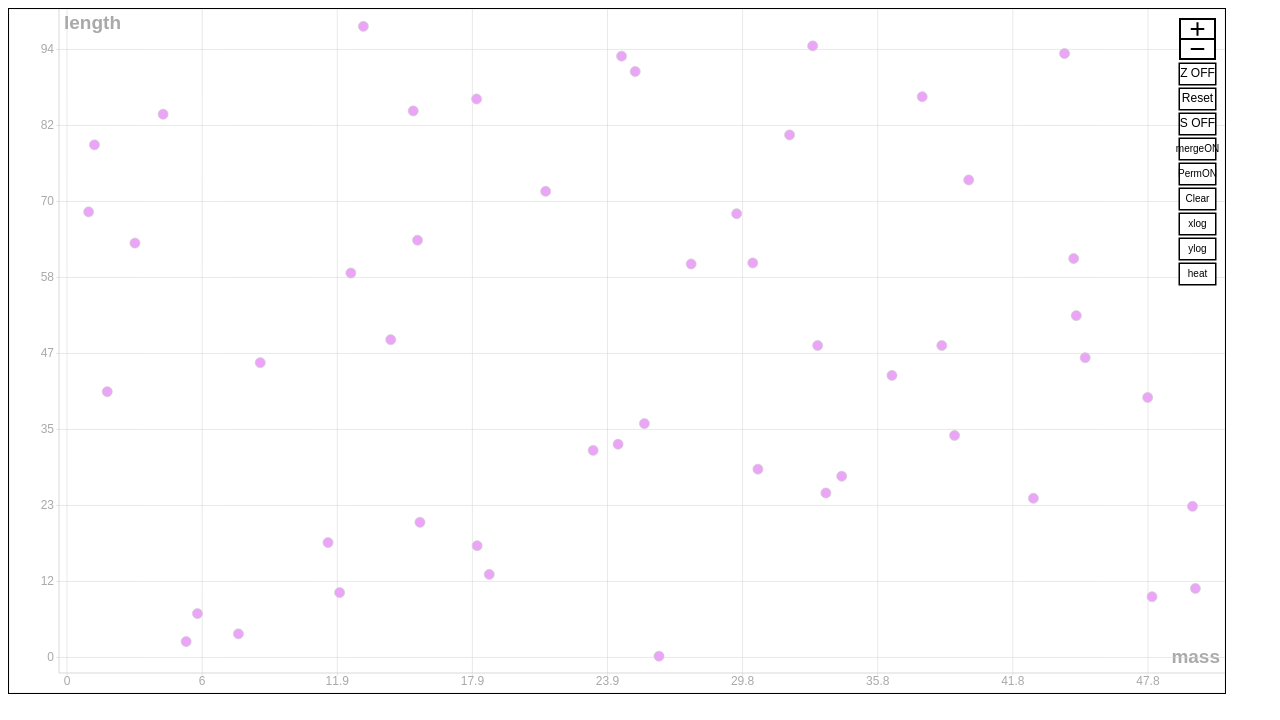 length
94
82
70
58
47
35
23
12
0
0 6 11.9 17.9 23.9 29.8 35.8 41.8 47.8
mass
+
−
Z OFF
Reset
S OFF
mergeON
PermON
Clear
xlog
ylog
heat